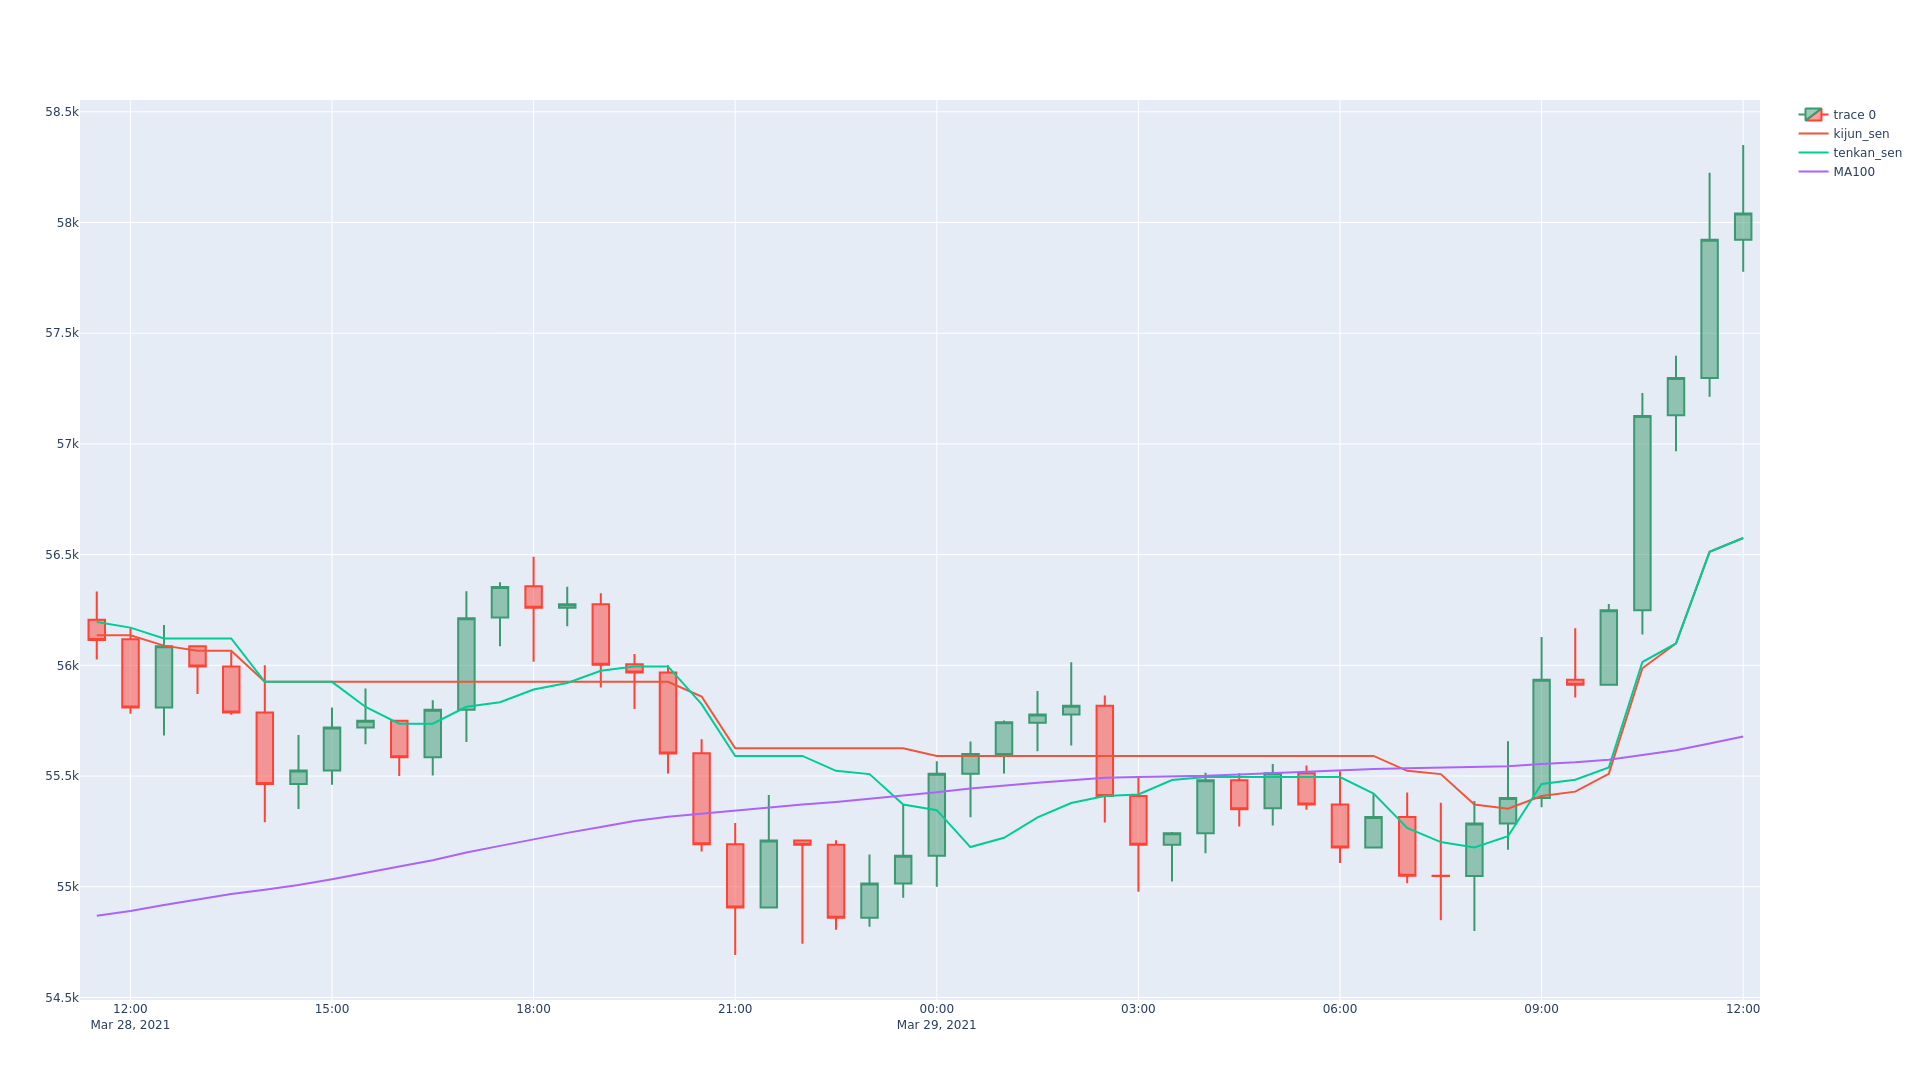 58.5k
58k
57.5k
57k
56.5k
56k
55.5k
55k
54.5k
12:00
Mar 28, 2021
15:00
18:00
21:00
00:00
Mar 29, 2021
03:00
06:00
09:00
12:00
trace 0
kijun_sen
tenkan_sen
MA100